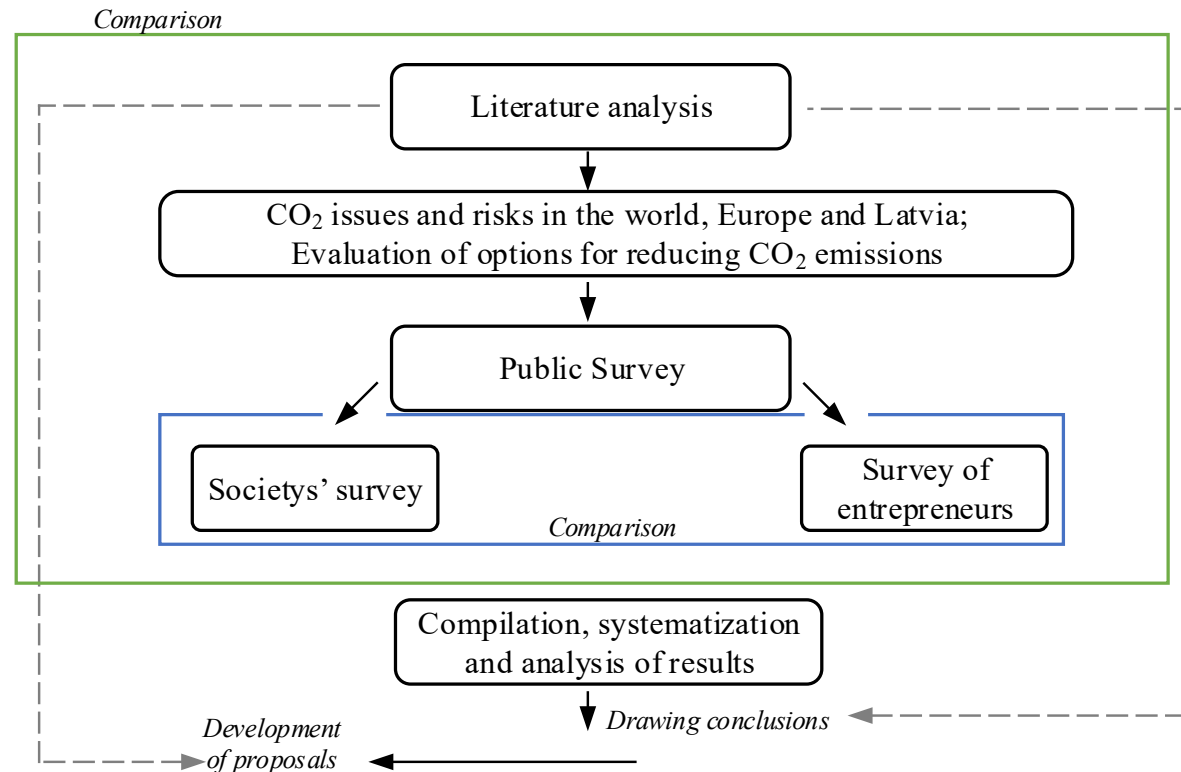 Comparison
Literature analysis
CO₂ issues and risks in the world, Europe and Latvia;
Evaluation of options for reducing CO₂ emissions
Public Survey
Societys’ survey
Survey of
entrepreneurs
Comparison
Compilation, systematization
and analysis of results
Drawing conclusions
Development
of proposals